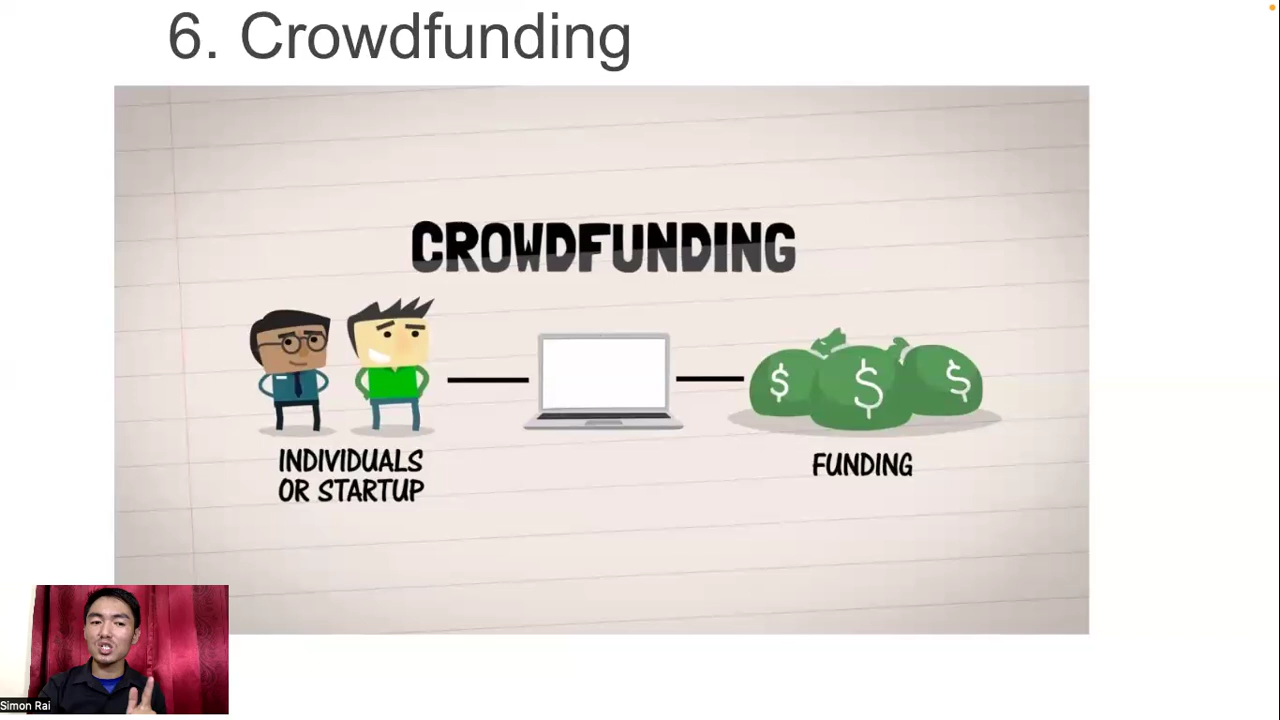 6. Crowdfunding
CROWDFUNDING
INDIVIDUALS
OR STARTUP
$ $ $
FUNDING
Simon Rai